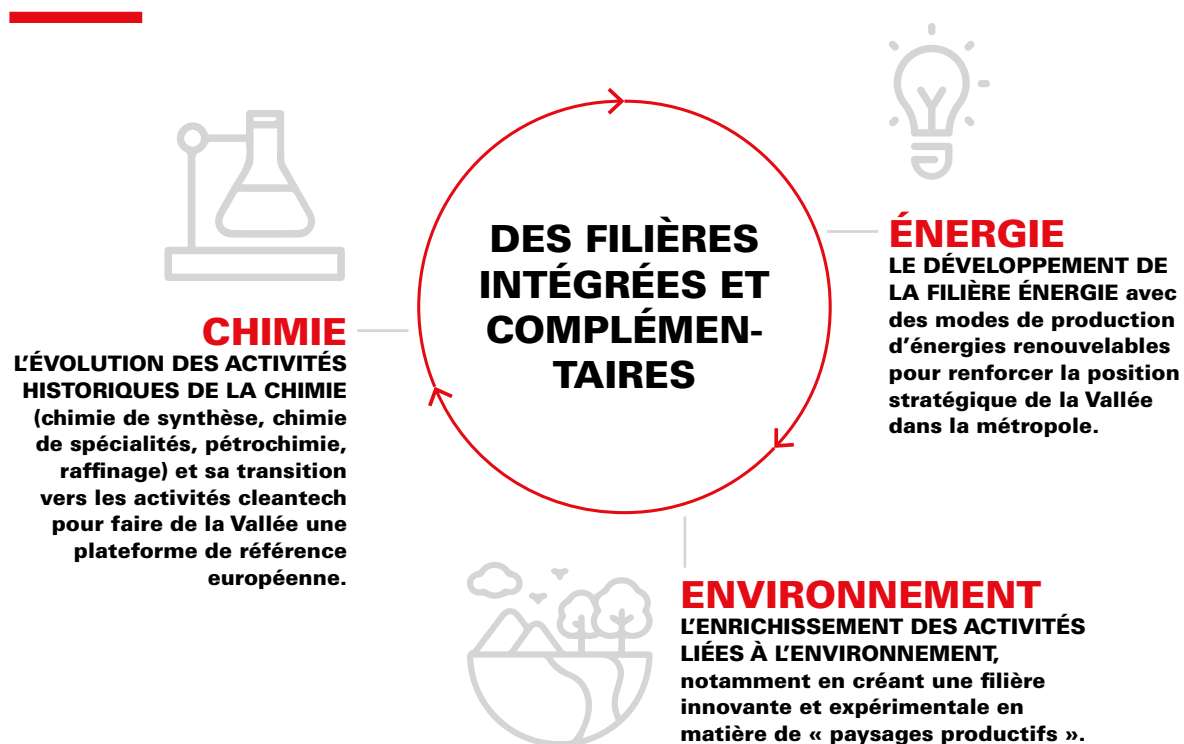 DES FILIÈRES
INTÉGRÉES ET
COMPLÉMEN-
TAIRES
CHIMIE
L’ÉVOLUTION DES ACTIVITÉS
HISTORIQUES DE LA CHIMIE
(chimie de synthèse, chimie
de spécialités, pétrochimie,
raffinage) et sa transition
vers les activités cleantech
pour faire de la Vallée une
plateforme de référence
européenne.
ÉNERGIE
LE DÉVELOPPEMENT DE
LA FILIÈRE ÉNERGIE avec
des modes de production
d’énergies renouvelables
pour renforcer la position
stratégique de la Vallée
dans la métropole.
ENVIRONNEMENT
L’ENRICHISSEMENT DES ACTIVITÉS
LIÉES À L’ENVIRONNEMENT,
notamment en créant une filière
innovante et expérimentale en
matière de « paysages productifs ».